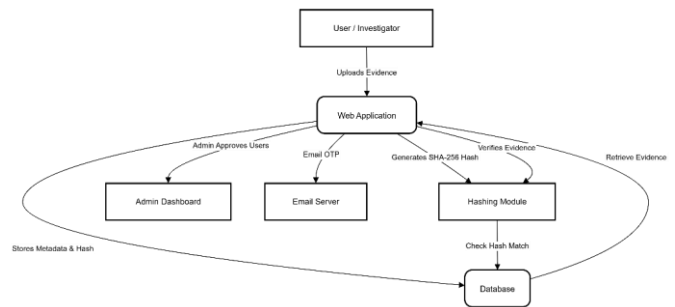 User / Investigator
Uploads Evidence
Web Application
Admin Approves Users
Email OTP
Generates SHA-256 Hash
Verifies Evidence
Retrieve Evidence
Admin Dashboard
Email Server
Hashing Module
Stores Metadata & Hash
Check Hash Match
Database